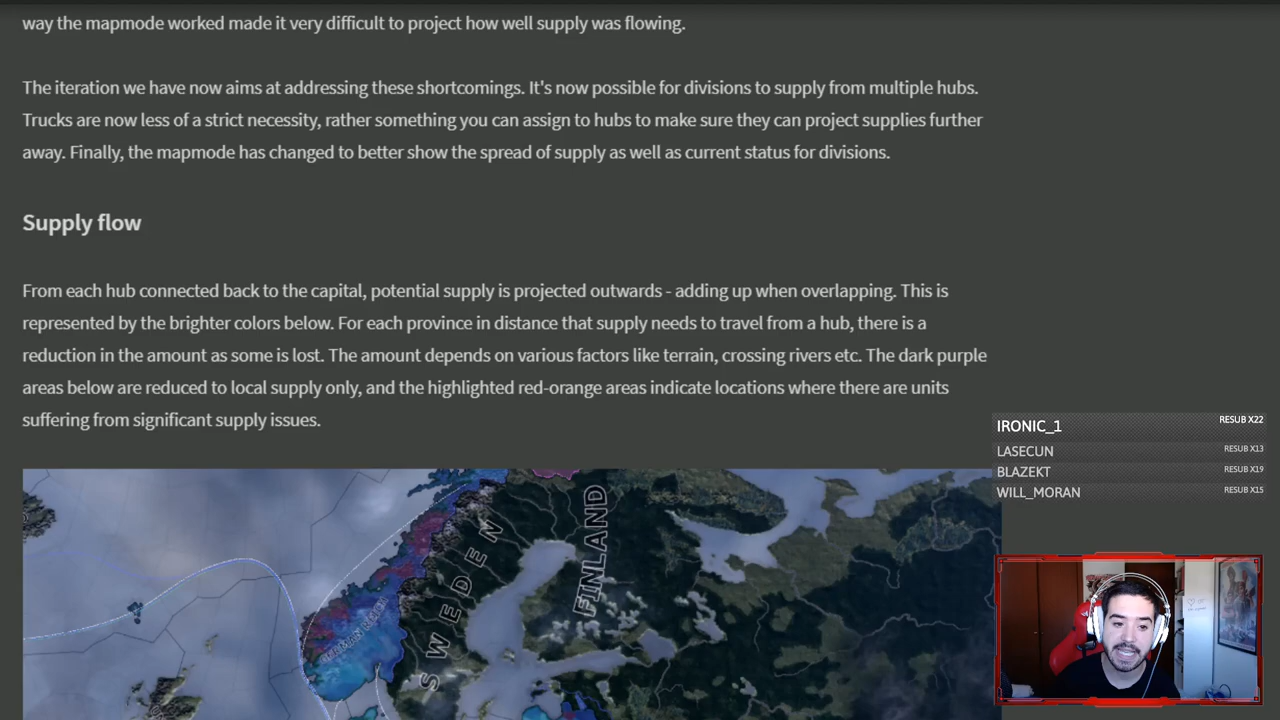 way the mapmode worked made it very difficult to project how well supply was flowing.
The iteration we have now aims at addressing these shortcomings. It's now possible for divisions to supply from multiple hubs.
Trucks are now less of a strict necessity, rather something you can assign to hubs to make sure they can project supplies further
away. Finally, the mapmode has changed to better show the spread of supply as well as current status for divisions.
Supply flow
From each hub connected back to the capital, potential supply is projected outwards - adding up when overlapping. This is
represented by the brighter colors below. For each province in distance that supply needs to travel from a hub, there is a
reduction in the amount as some is lost. The amount depends on various factors like terrain, crossing rivers etc. The dark purple
areas below are reduced to local supply only, and the highlighted red-orange areas indicate locations where there are units
suffering from significant supply issues.
IRONIC_1 RESUB X22
LASECUN RESUB X13
BLAZEKT RESUB X19
WILL_MORAN RESUB X15
SWEDEN
FINLAND